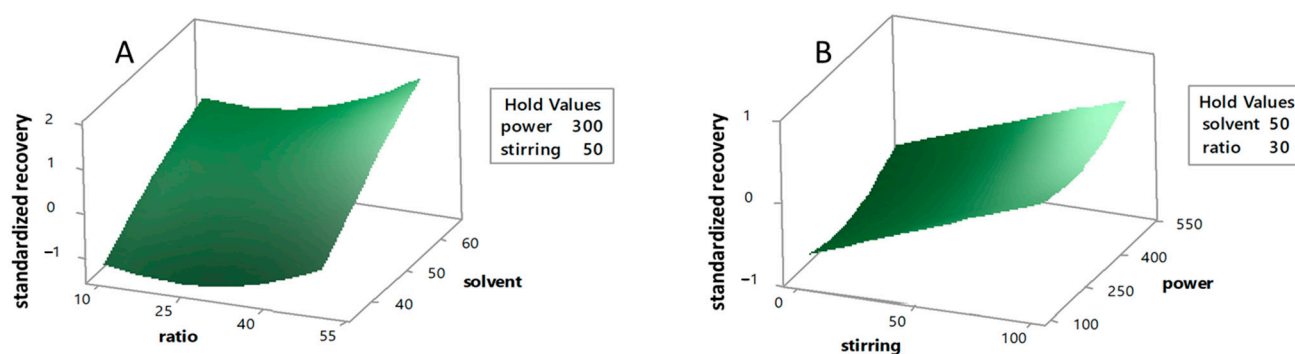 A
standardized recovery
2
1
0
−1
10
25
40
55
ratio
40
50
60
solvent
Hold Values
power 300
stirring 50
B
standardized recovery
1
0
−1
0
50
100
stirring
100
250
400
550
power
Hold Values
solvent 50
ratio 30